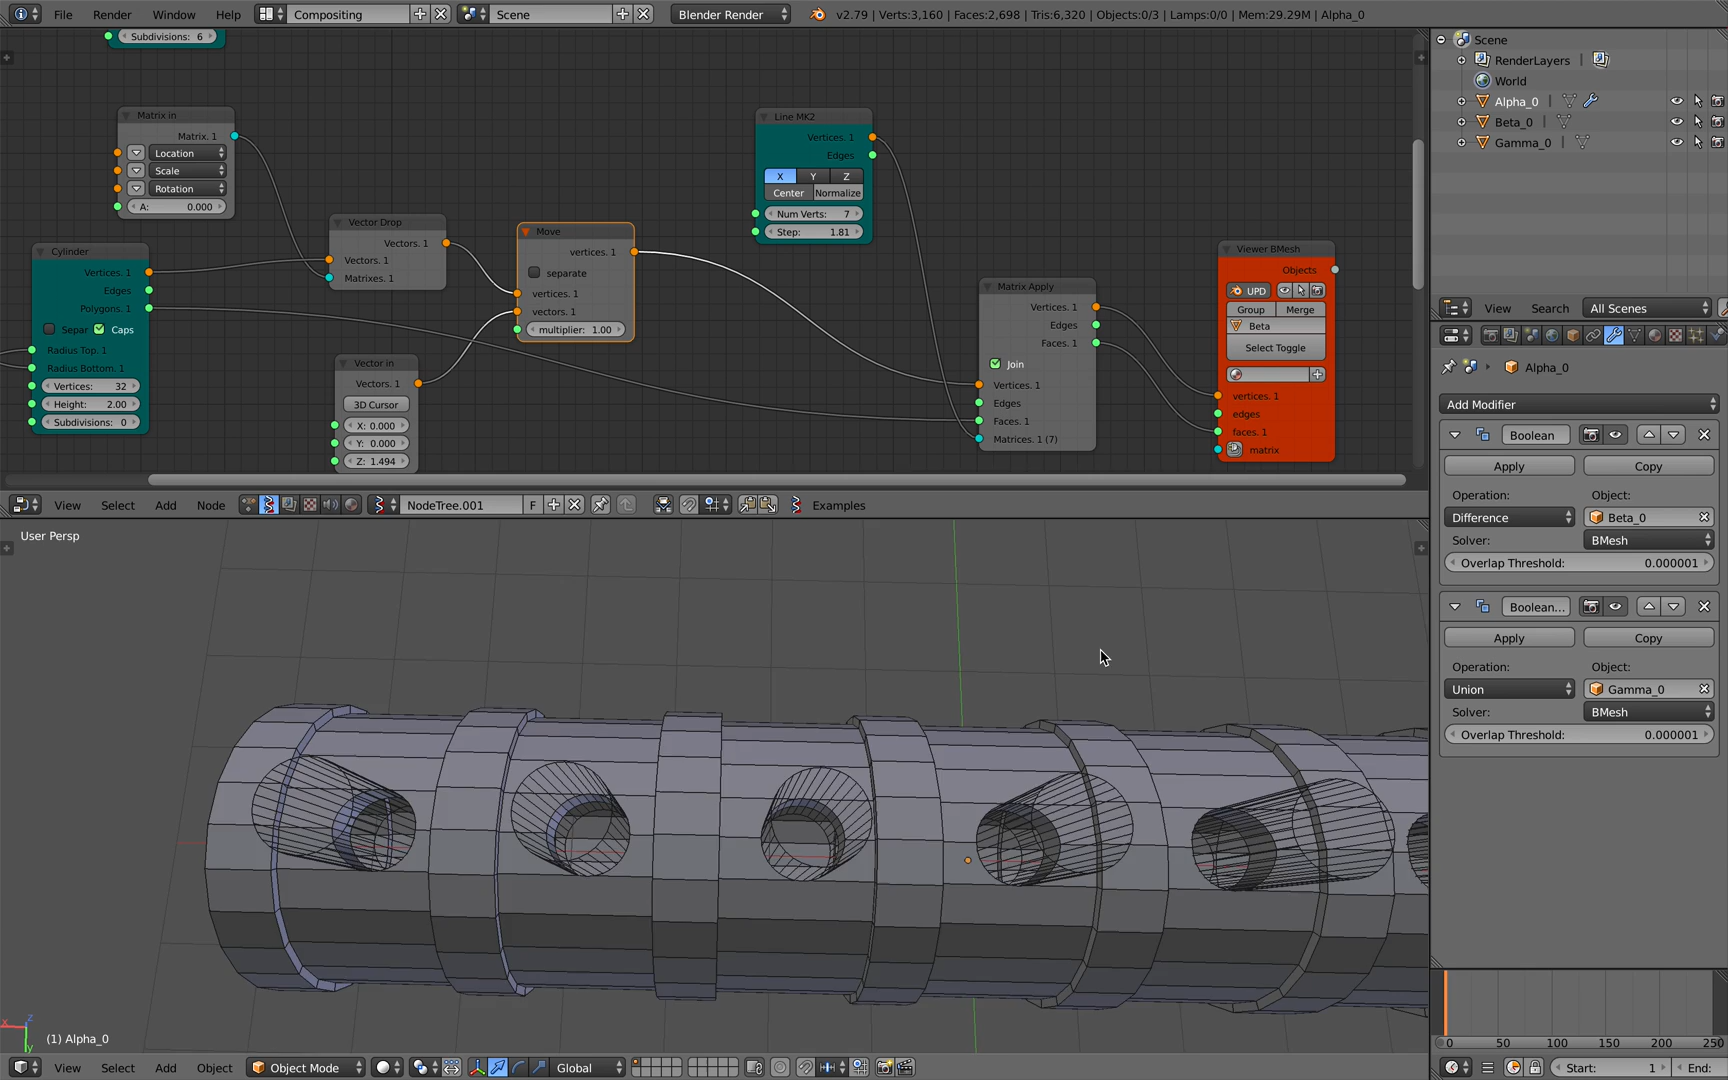 File Render Window Help Compositing Scene Blender Render v2.79 | Verts:3,160 | Faces:2,698 | Tris:6,320 | Objects:0/3 | Lamps:0/0 | Mem:29.29M | Alpha_0
Subdivisions: 6
Matrix in
Matrix. 1
Location
Scale
Rotation
A: 0.000
Cylinder
Vertices. 1
Edges
Polygons. 1
Separ Caps
Radius Top. 1
Radius Bottom. 1
Vertices: 32
Height: 2.00
Subdivisions: 0
Vector Drop
Vectors. 1
Vectors. 1
Matrixes. 1
Vector in
Vectors. 1
3D Cursor
X: 0.000
Y: 0.000
Z: 1.494
Move
vertices. 1
separate
vertices. 1
vectors. 1
multiplier: 1.00
Line MK2
Vertices. 1
Edges
X Y Z
Center Normalize
Num Verts: 7
Step: 1.81
Matrix Apply
Vertices. 1
Edges
Faces. 1
Join
Vertices. 1
Edges
Faces. 1
Matrices. 1 (7)
Viewer BMesh
Objects
UPD
Group Merge
Beta
Select Toggle
vertices. 1
edges
faces. 1
matrix
View Select Add Node NodeTree.001 F Examples
User Persp
(1) Alpha_0
x z y
View Select Add Object Object Mode Global
Scene
RenderLayers
World
Alpha_0
Beta_0
Gamma_0
View Search All Scenes
Alpha_0
Add Modifier
Boolean
Apply Copy
Operation: Object:
Difference Beta_0
Solver: BMesh
Overlap Threshold: 0.000001
Boolean...
Apply Copy
Operation: Object:
Union Gamma_0
Solver: BMesh
Overlap Threshold: 0.000001
0 50 100 150 200 250
Start: 1 End: